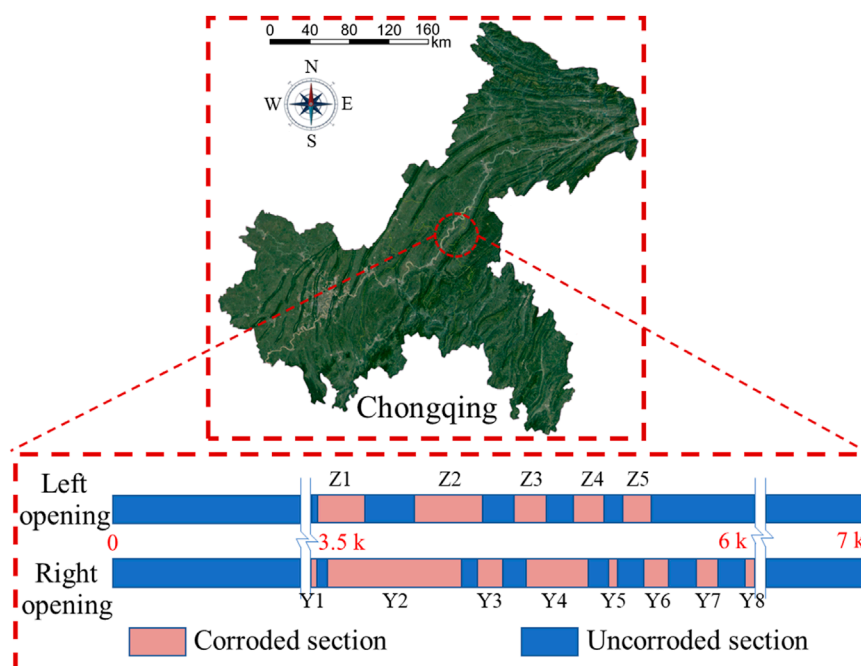 0 40 80 120 160
km
N
W E
S
Chongqing
Z1 Z2 Z3 Z4 Z5
Left
opening
0 3.5 k 6 k 7 k
Right
opening
Y1 Y2 Y3 Y4 Y5 Y6 Y7 Y8
Corroded section Uncorroded section